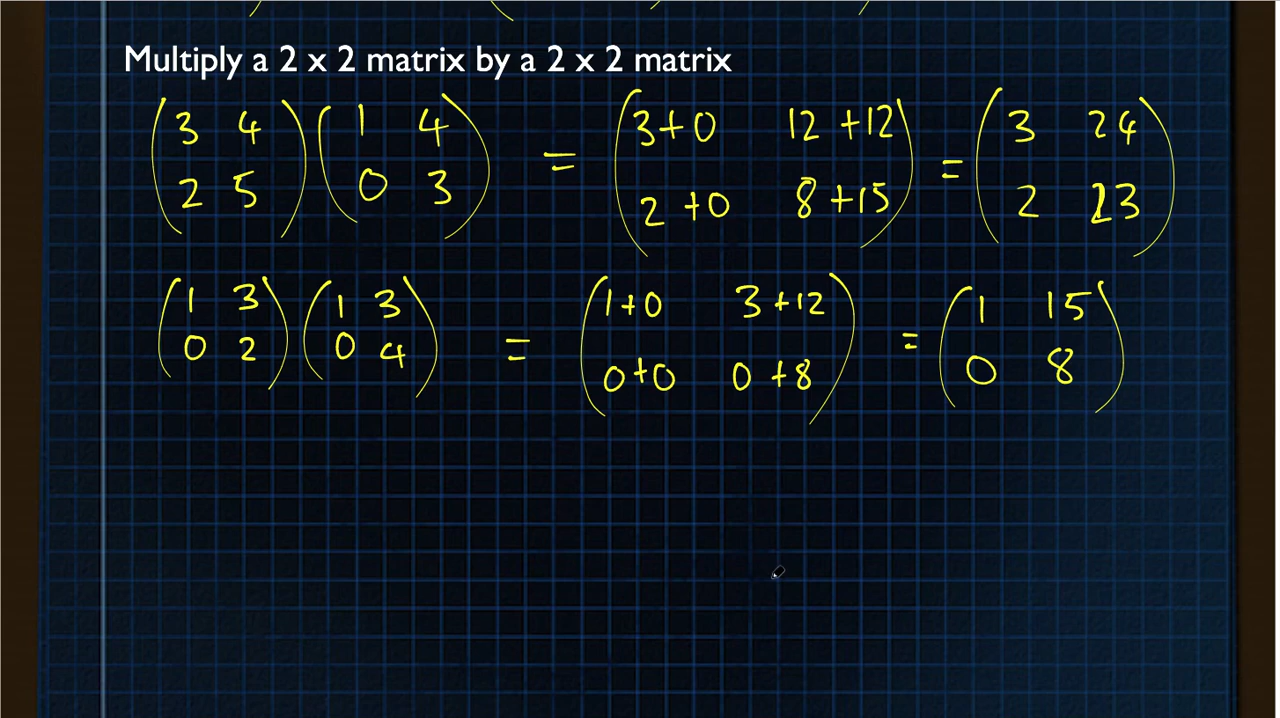 Multiply a 2 x 2 matrix by a 2 x 2 matrix
(3 4) (1 4) = (3+0 12+12) = (3 24)
(2 5) (0 3) (2+0 8+15) (2 23)
(1 3) (1 3) = (1+0 3+12) = (1 15)
(0 2) (0 4) (0+0 0+8) (0 8)